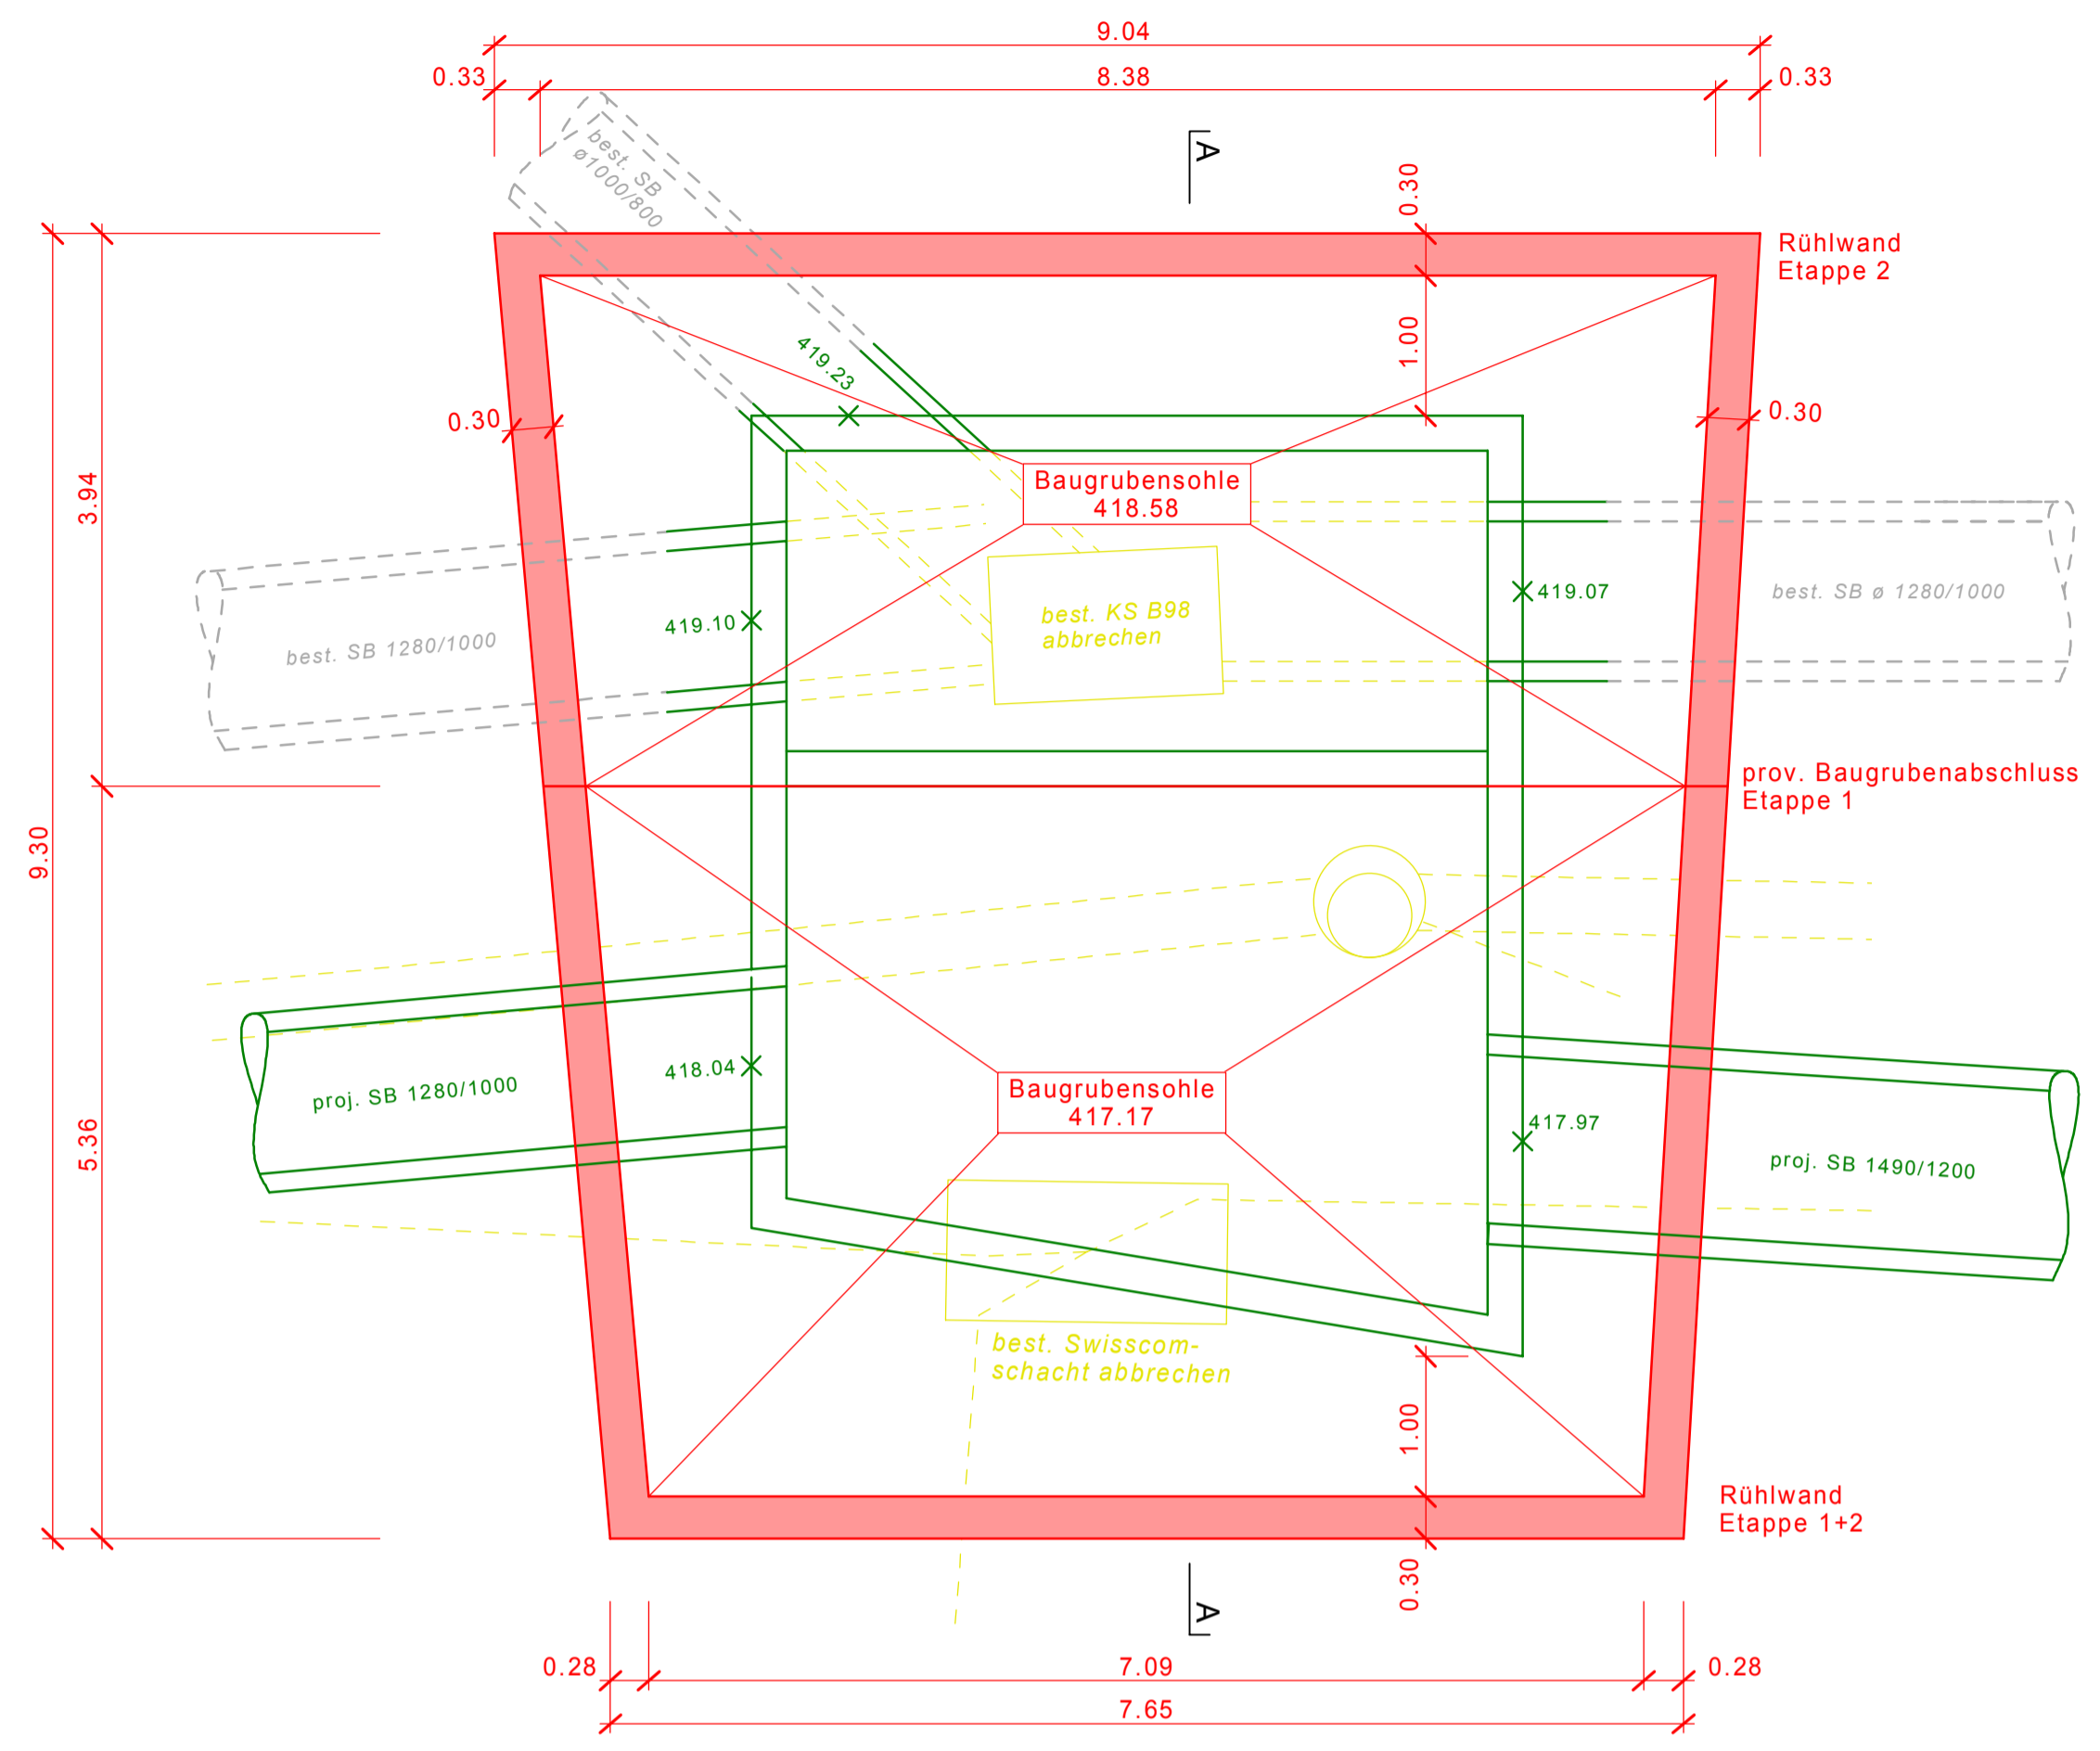 9.04
0.33
8.38
0.33
best. SB
ø1000/800
A
0.30
Rühlwand
Etappe 2
1.00
419.23
0.30
0.30
Baugrubensohle
418.58
3.94
best. SB 1280/1000
419.10
best. KS B98
abbrechen
419.07
best. SB ø 1280/1000
prov. Baugrubenabschluss
Etappe 1
9.30
5.36
proj. SB 1280/1000
418.04
Baugrubensohle
417.17
417.97
proj. SB 1490/1200
best. Swisscom-
schacht abbrechen
1.00
Rühlwand
Etappe 1+2
0.30
A
0.28
7.09
0.28
7.65